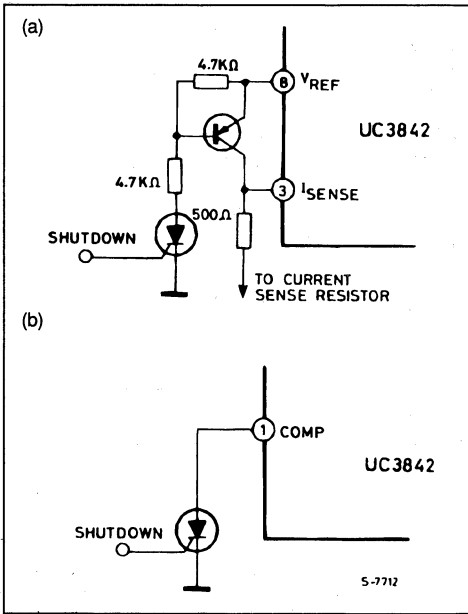 (a)
4.7KΩ
8 VREF
UC3842
4.7KΩ
3 ISENSE
500Ω
SHUTDOWN
TO CURRENT
SENSE RESISTOR
(b)
1 COMP
UC3842
SHUTDOWN
S-7712